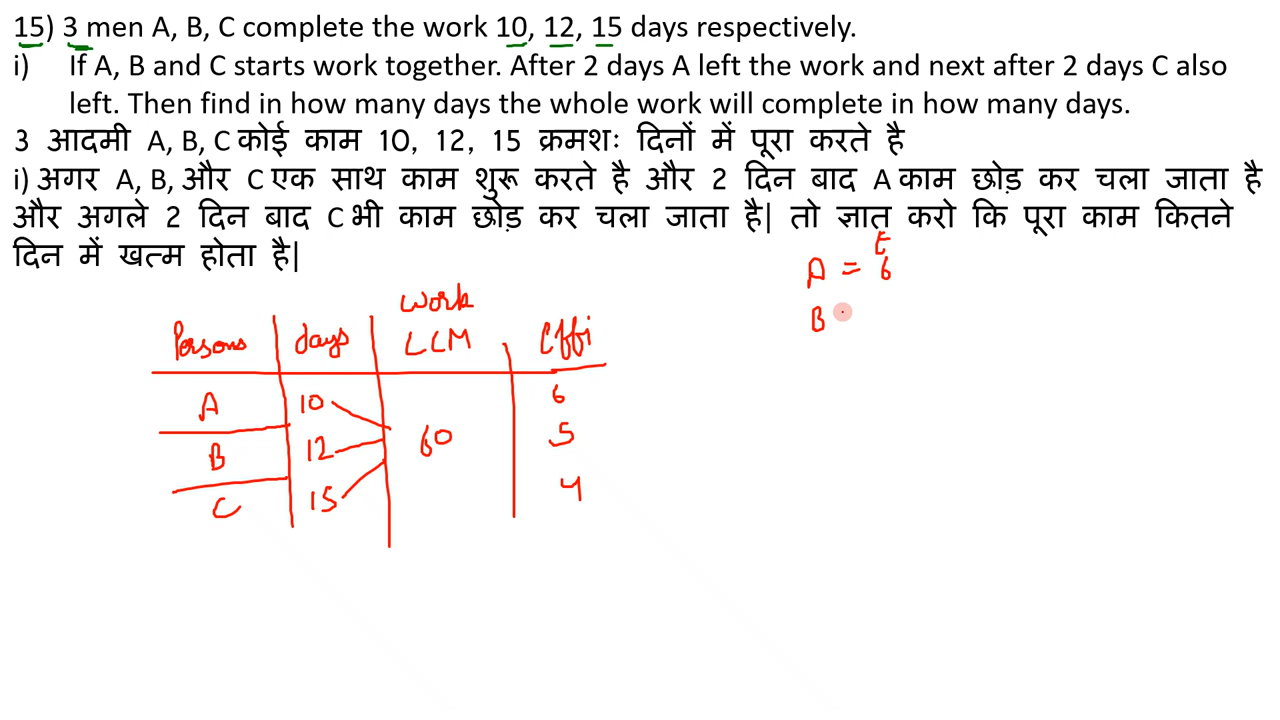 15) 3 men A, B, C complete the work 10, 12, 15 days respectively.
i) If A, B and C starts work together. After 2 days A left the work and next after 2 days C also
left. Then find in how many days the whole work will complete in how many days.
3 आदमी A, B, C कोई काम 10, 12, 15 क्रमशः दिनों में पूरा करते है
i) अगर A, B, और C एक साथ काम शुरू करते है और 2 दिन बाद A काम छोड़ कर चला जाता है
और अगले 2 दिन बाद C भी काम छोड़ कर चला जाता है| तो ज्ञात करो कि पूरा काम कितने
दिन में खत्म होता है|
E
A = 6
B
Work
Persons days LCM Effi
A 10 6
B 12 60 5
C 15 4